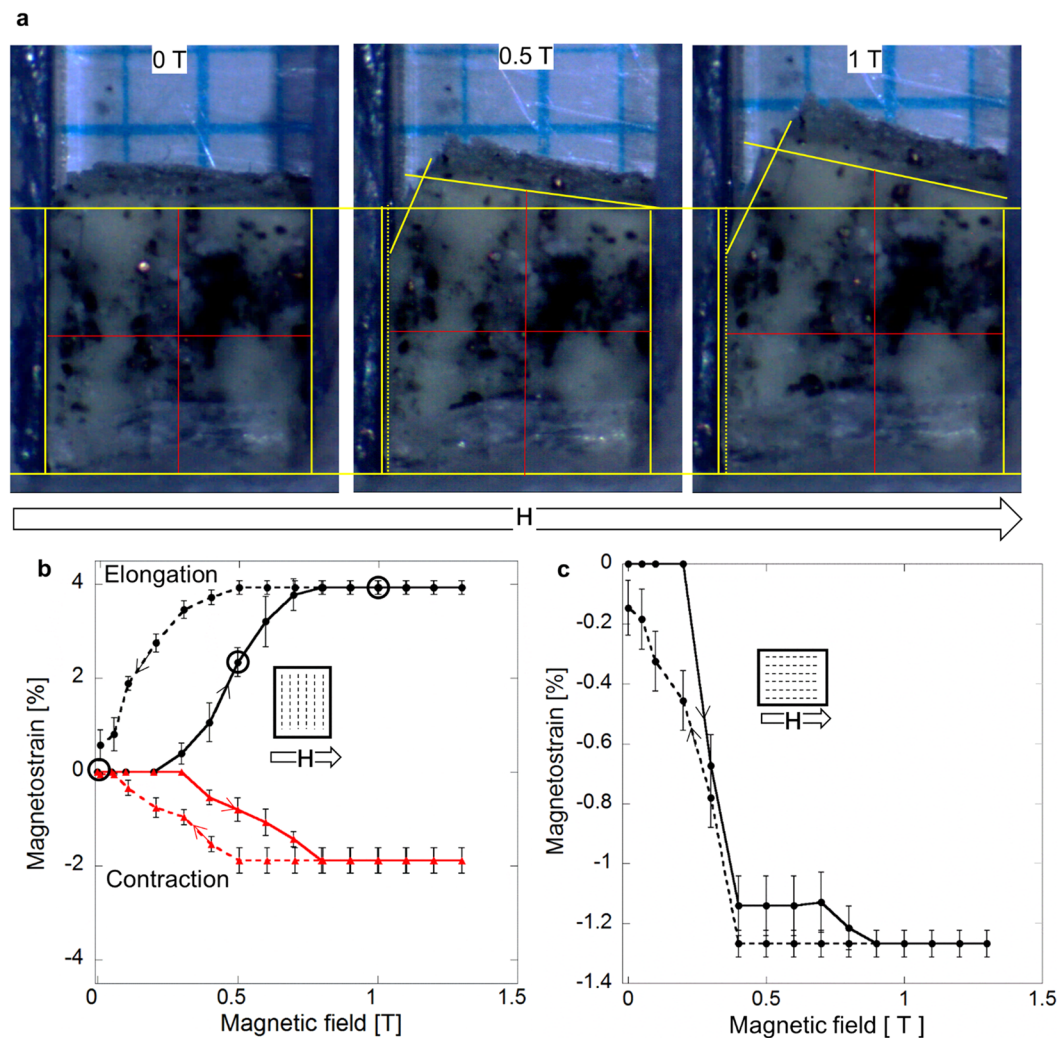 a
0 T
0.5 T
1 T
H
b
Elongation
Contraction
H
Magnetostrain [%]
4
2
0
-2
-4
0
0.5
1
1.5
Magnetic field [T]
c
H
Magnetostrain [%]
0
-0.2
-0.4
-0.6
-0.8
-1
-1.2
-1.4
0
0.5
1
1.5
Magnetic field [ T ]